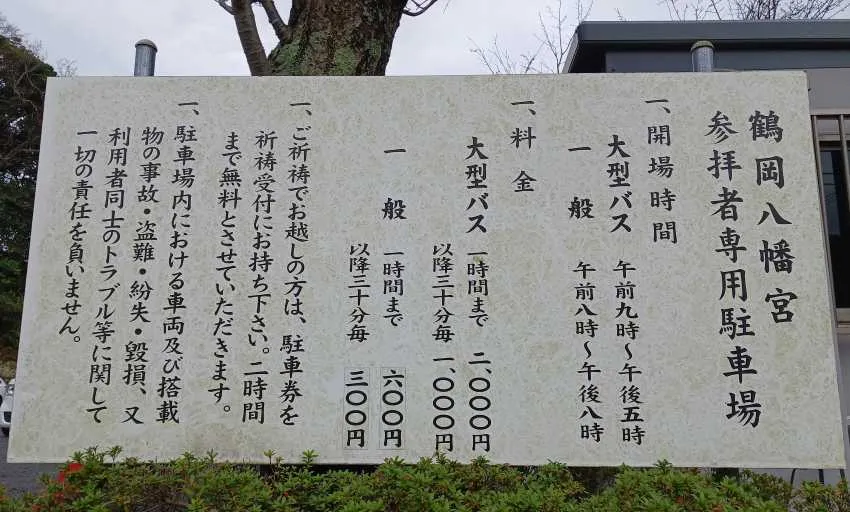 鶴岡八幡宮
参拝者専用駐車場
一、開場時間
大型バス 午前九時～午後五時
一般 午前八時～午後八時
一、料金
大型バス 一時間まで 二、〇〇〇円
以降三十分毎 一、〇〇〇円
一般 一時間まで 六〇〇円
以降三十分毎 三〇〇円
一、ご祈祷でお越しの方は、駐車券を
祈祷受付にお持ち下さい。二時間
まで無料とさせていただきます。
一、駐車場内における車両及び搭載
物の事故・盗難・紛失・毀損、又
利用者同士のトラブル等に関して
一切の責任を負いません。